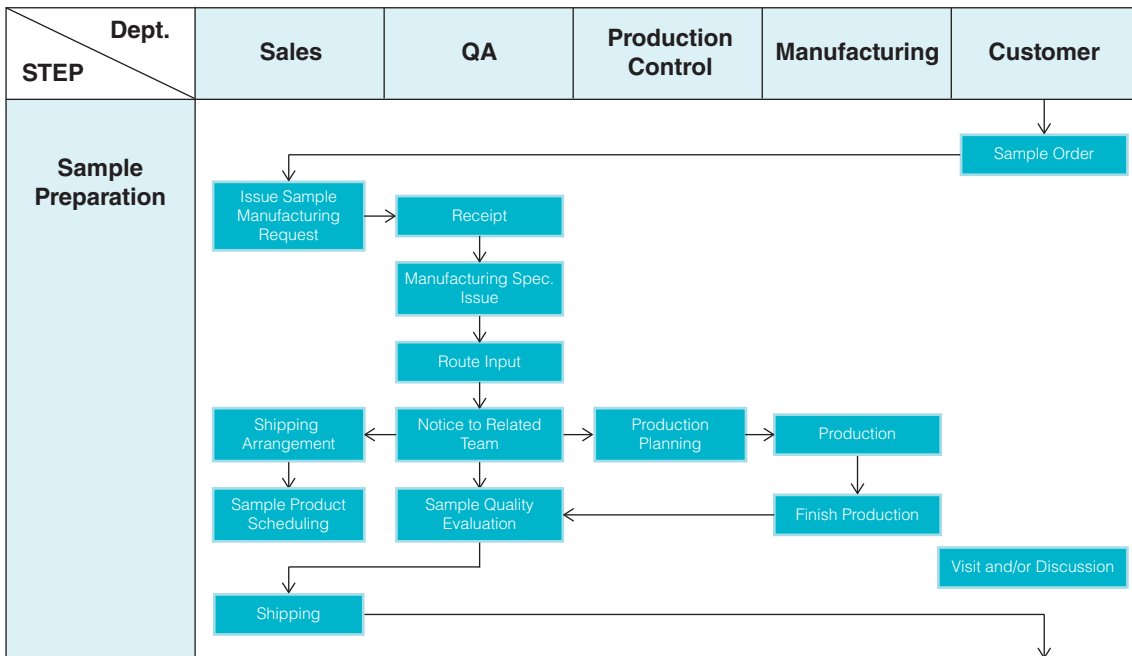 Dept.
STEP
Sales
QA
Production
Control
Manufacturing
Customer
Sample
Preparation
Sample Order
Issue Sample
Manufacturing
Request
Receipt
Manufacturing Spec.
Issue
Route Input
Shipping
Arrangement
Notice to Related
Team
Production
Planning
Production
Sample Product
Scheduling
Sample Quality
Evaluation
Finish Production
Visit and/or Discussion
Shipping